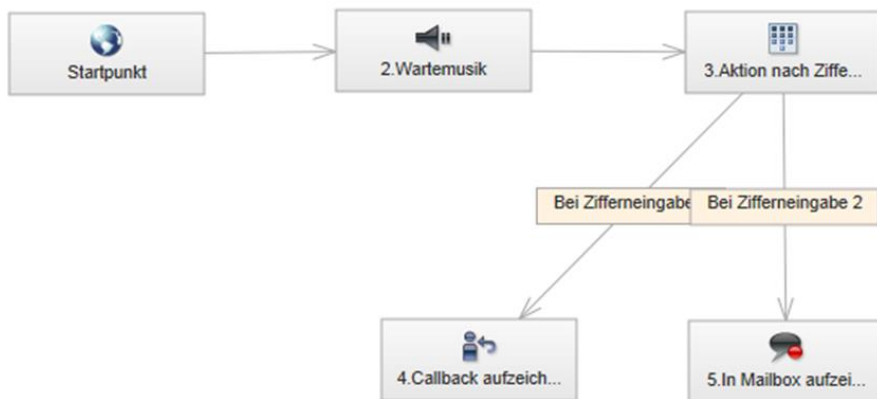 Startpunkt
2.Wartemusik
3.Aktion nach Ziffe...
Bei Zifferneingabe
Bei Zifferneingabe 2
4.Callback aufzeich...
5.In Mailbox aufzei...